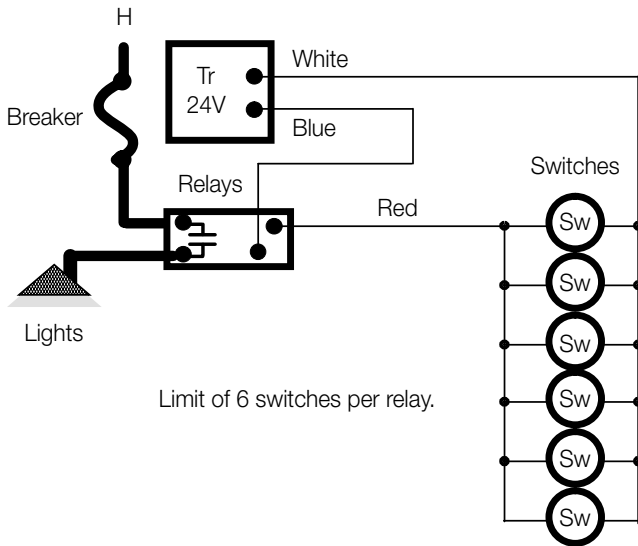 H
White
Tr
24V
Breaker
Blue
Switches
Relays
Red
Sw
Sw
Sw
Lights
Limit of 6 switches per relay.
Sw
Sw
Sw